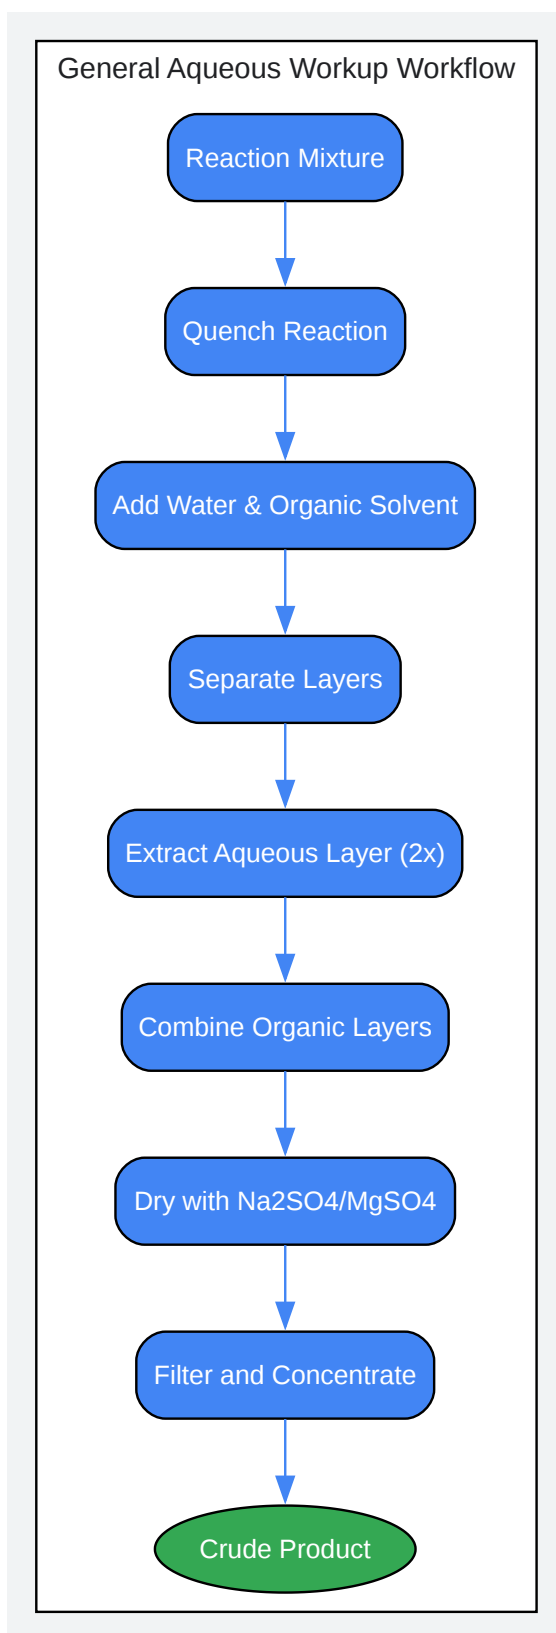 General Aqueous Workup Workflow
Reaction Mixture
Quench Reaction
Add Water & Organic Solvent
Separate Layers
Extract Aqueous Layer (2x)
Combine Organic Layers
Dry with Na2SO4/MgSO4
Filter and Concentrate
Crude Product